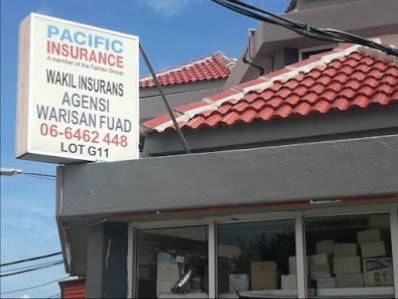 PACIFIC
INSURANCE
A member of the Fairfax Group
WAKIL INSURANS
AGENSI
WARISAN FUAD
06-6462 448
LOT G11